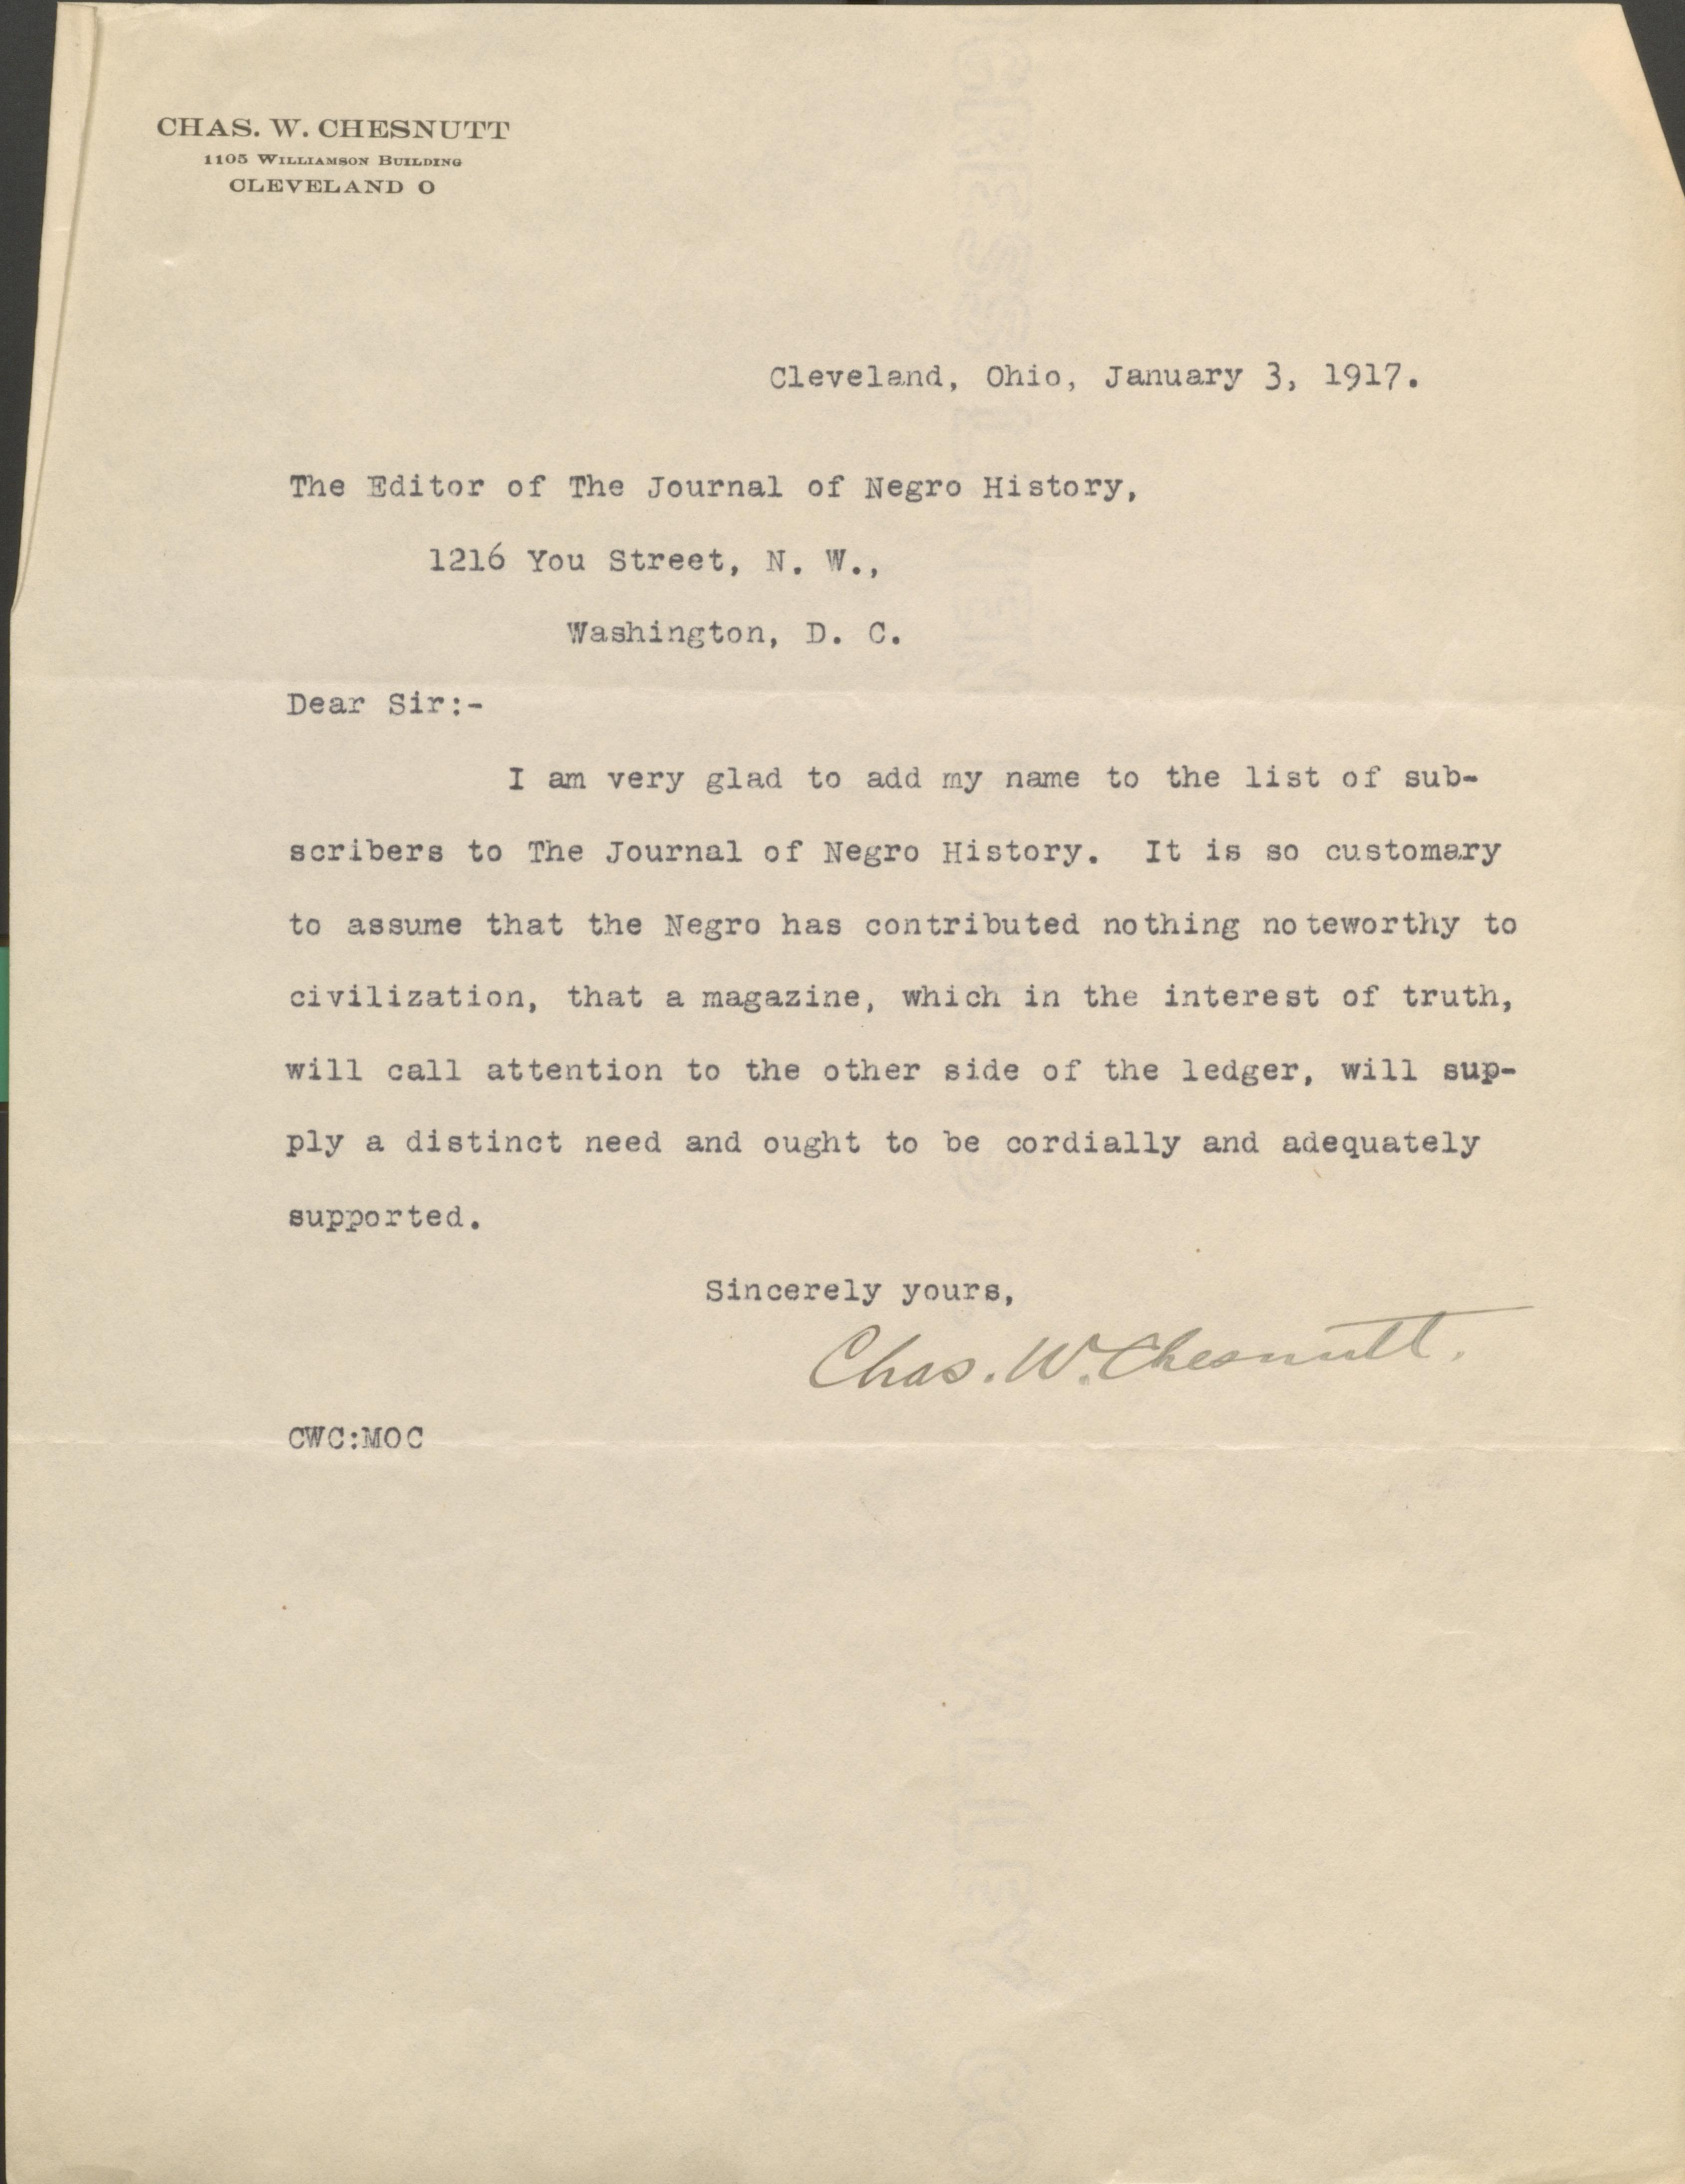 CHAS. W. CHESNUTT
1105 WILLIAMSON BUILDING
CLEVELAND O
Cleveland, Ohio, January 3, 1917.
The Editor of The Journal of Negro History,
1216 You Street, N. W.,
Washington, D. C.
Dear Sir:-
I am very glad to add my name to the list of sub-
scribers to The Journal of Negro History. It is so customary
to assume that the Negro has contributed nothing noteworthy to
civilization, that a magazine, which in the interest of truth,
will call attention to the other side of the ledger, will sup-
ply a distinct need and ought to be cordially and adequately
supported.
Sincerely yours,
Chas. W. Chesnutt.
CWC:MOC